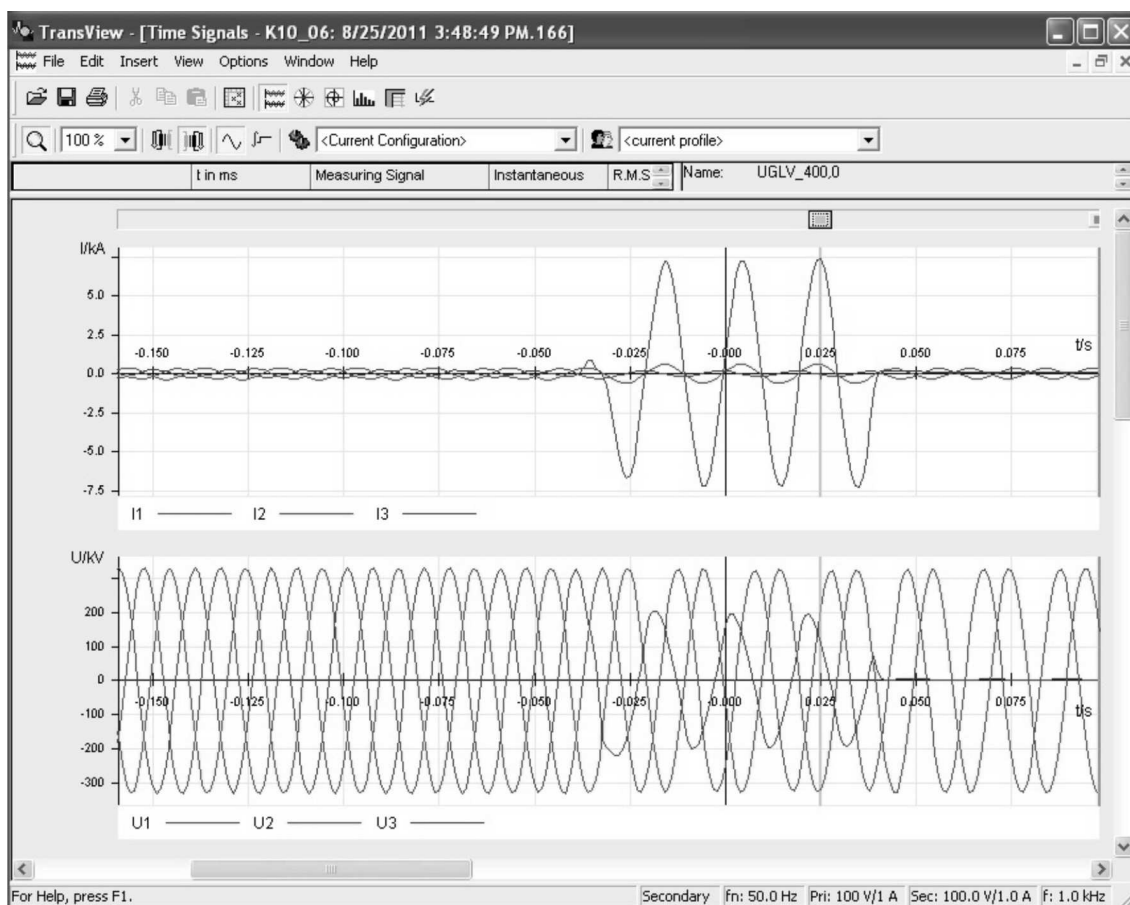 TransView - [Time Signals - K10_06: 8/25/2011 3:48:49 PM.166]
File Edit Insert View Options Window Help
100 % <Current Configuration> <current profile>
t in ms Measuring Signal Instantaneous R.M.S Name: UGLV_400,0
I/kA
5.0
2.5
-0.150 -0.125 -0.100 -0.075 -0.050 -0.025 -0.000 0.025 0.050 0.075 t/s
0.0
-2.5
-5.0
-7.5
I1 I2 I3
U/kV
200
100
0
-0.150 -0.125 -0.100 -0.075 -0.050 -0.025 -0.000 0.025 0.050 0.075 t/s
-100
-200
-300
U1 U2 U3
For Help, press F1. Secondary fn: 50.0 Hz Pri: 100 V/1 A Sec: 100.0 V/1.0 A f: 1.0 kHz